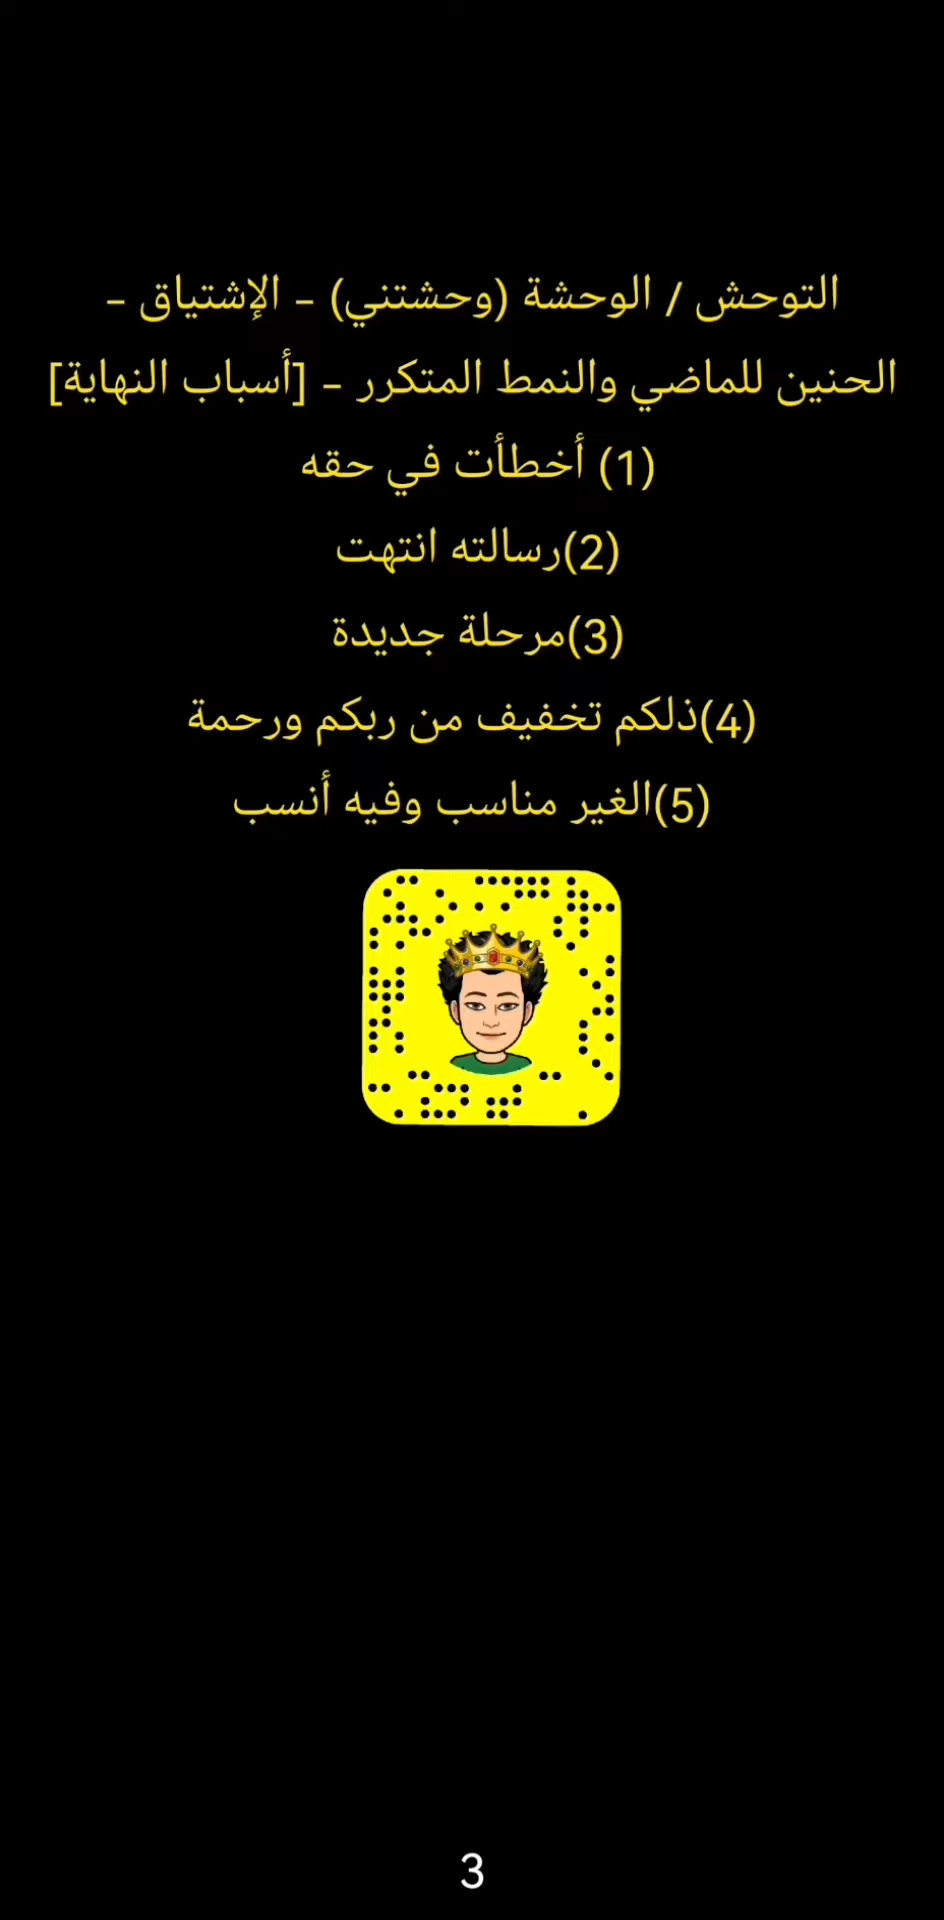 التوحش / الوحشة (وحشتني) - الإشتياق -
الحنين للماضي والنمط المتكرر - [أسباب النهاية]
(1) أخطأت في حقه
(2)رسالته انتهت
(3)مرحلة جديدة
(4)ذلكم تخفيف من ربكم ورحمة
(5)الغير مناسب وفيه أنسب
3